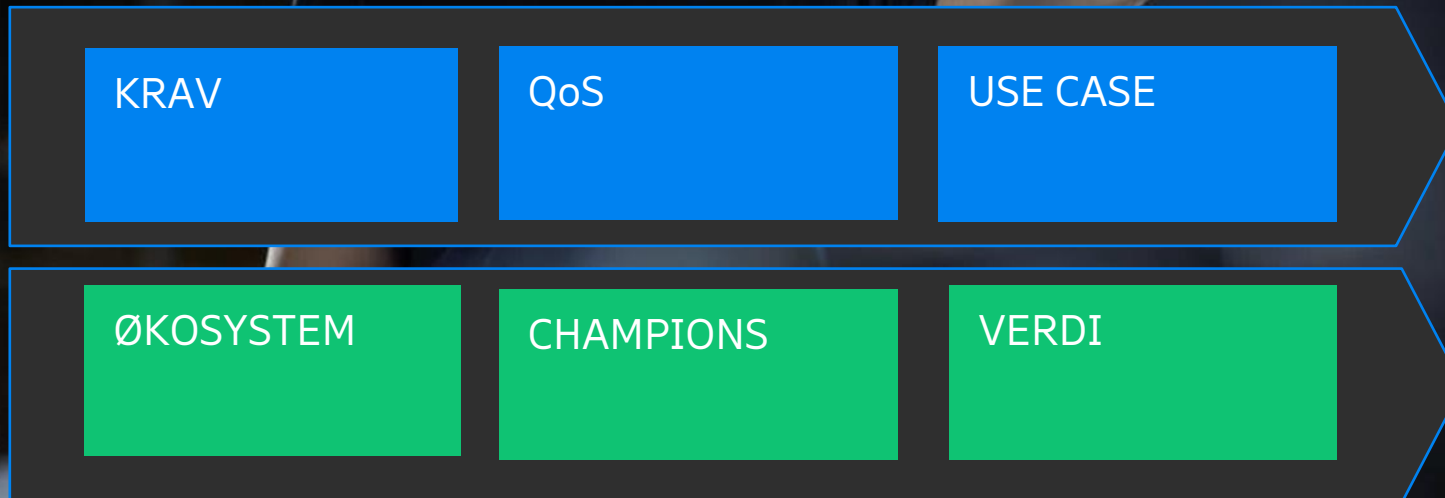 KRAV
QoS
USE CASE
ØKOSYSTEM
CHAMPIONS
VERDI